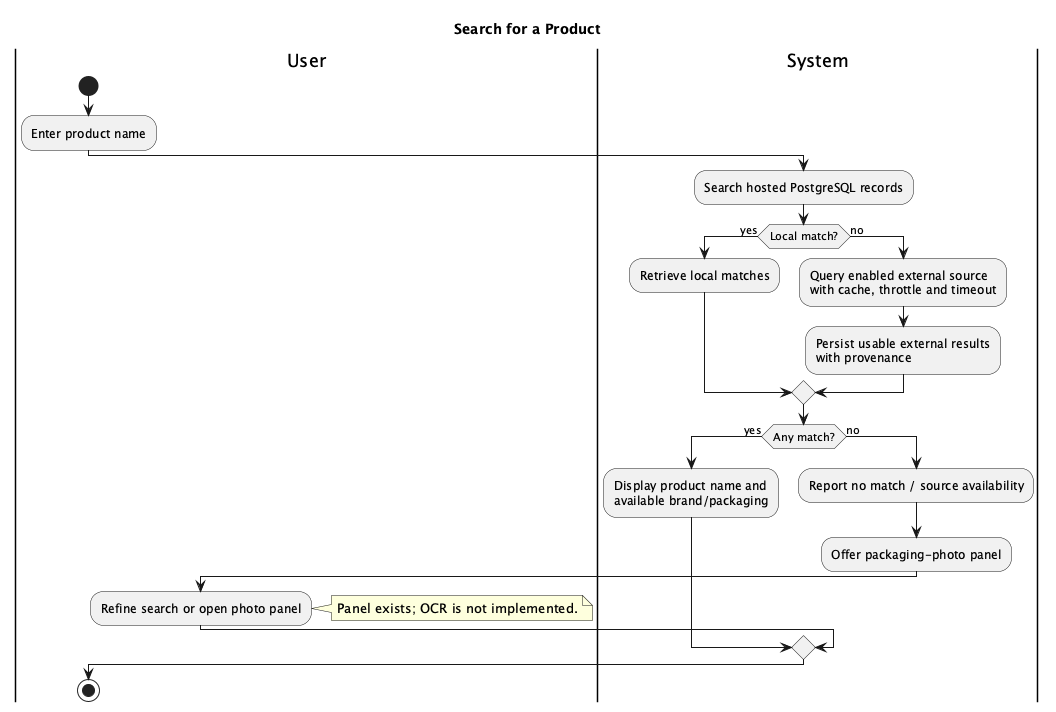 Search for a Product
User
System
Enter product name
Search hosted PostgreSQL records
yes
Local match?
no
Retrieve local matches
Query enabled external source
with cache, throttle and timeout
Persist usable external results
with provenance
yes
Any match?
no
Display product name and
available brand/packaging
Report no match / source availability
Offer packaging-photo panel
Refine search or open photo panel
Panel exists; OCR is not implemented.